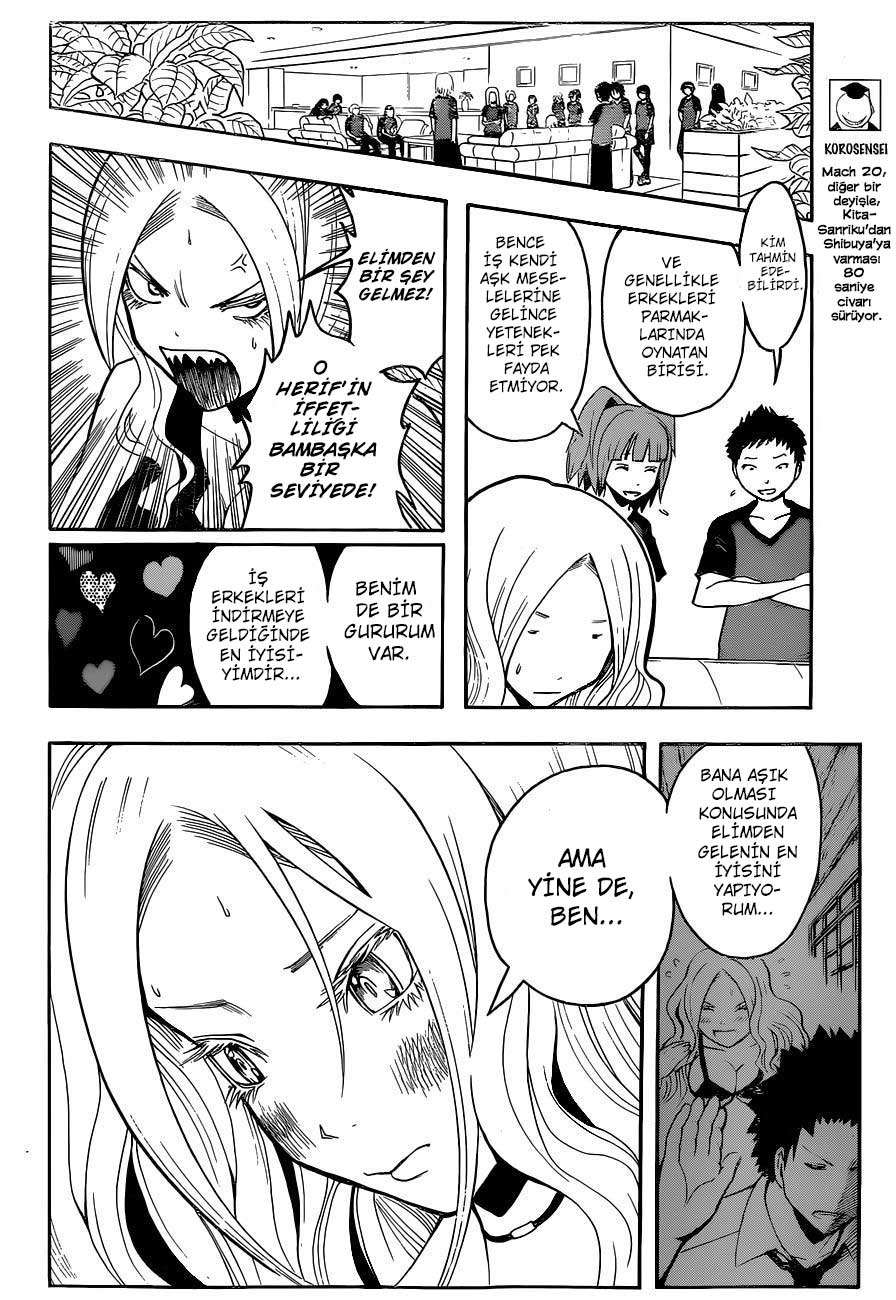 KOROSENSEI
Mach 20,
diğer bir
deyişle,
Kita-
Sanriku'dan
Shibuya'ya
varması
80
saniye
civarı
sürüyor.
KİM
TAHMİN
EDE-
BİLİRDİ.
VE
GENELLİKLE
ERKEKLERİ
PARMAK-
LARINDA
OYNATAN
BİRİSİ.
BENCE
İŞ KENDİ
AŞK MESE-
LELERİNE
GELİNCE
YETENEK-
LERİ PEK
FAYDA
ETMİYOR.
ELİMDEN
BİR ŞEY
GELMEZ!
O
HERİF'İN
İFFET-
LİLİĞİ
BAMBAŞKA
BİR
SEVİYEDE!
BENİM
DE BİR
GURURUM
VAR.
İŞ
ERKEKLERİ
İNDİRMEYE
GELDİĞİNDE
EN İYİSİ-
YİMDİR...
BANA AŞIK
OLMASI
KONUSUNDA
ELİMDEN
GELENİN EN
İYİSİNİ
YAPIYO-
RUM...
AMA
YİNE DE,
BEN...